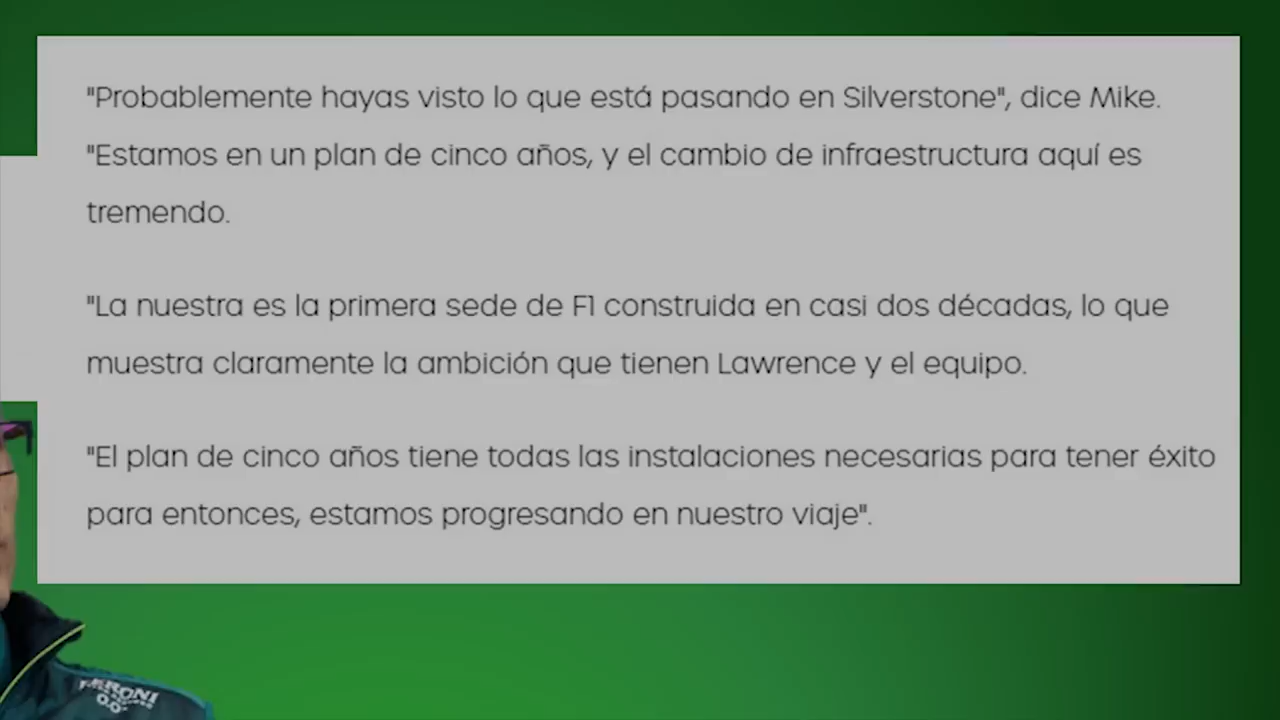 "Probablemente hayas visto lo que está pasando en Silverstone", dice Mike.
"Estamos en un plan de cinco años, y el cambio de infraestructura aquí es
tremendo.
"La nuestra es la primera sede de F1 construida en casi dos décadas, lo que
muestra claramente la ambición que tienen Lawrence y el equipo.
"El plan de cinco años tiene todas las instalaciones necesarias para tener éxito
para entonces, estamos progresando en nuestro viaje".
PERONI
0.0